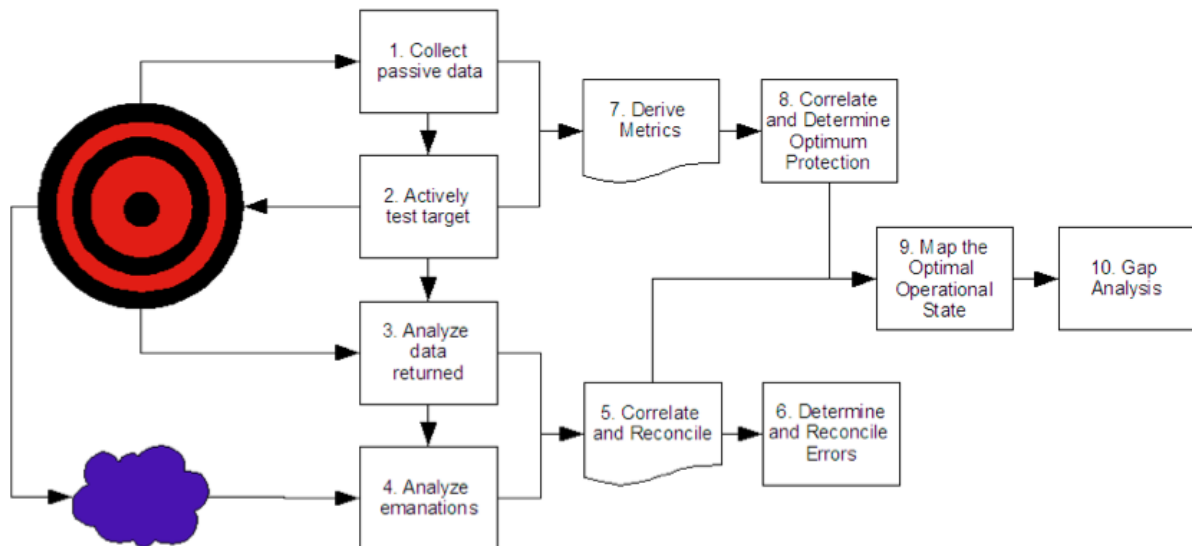 1. Collect
passive data
2. Actively
test target
3. Analyze
data
returned
4. Analyze
emanations
5. Correlate
and Reconcile
6. Determine
and Reconcile
Errors
7. Derive
Metrics
8. Correlate
and Determine
Optimum
Protection
9. Map the
Optimal
Operational
State
10. Gap
Analysis